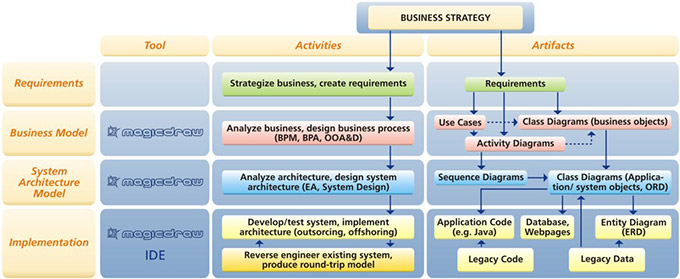 BUSINESS STRATEGY
Tool
Activities
Artifacts
Requirements
Strategize business, create requirements
Requirements
Business Model
magicdraw
Analyze business, design business process
(BPM, BPA, OOA&D)
Use Cases
Class Diagrams (business objects)
Activity Diagrams
System
Architecture
Model
magicdraw
Analyze architecture, design system
architecture (EA, System Design)
Sequence Diagrams
Class Diagrams (Applica-
tion/ system objects, ORD)
Implementation
magicdraw
IDE
Develop/test system, implement
architecture (outsorcing, offshoring)
Reverse engineer existing system,
produce round-trip model
Application Code
(e.g. Java)
Database,
Webpages
Entity Diagram
(ERD)
Legacy Code
Legacy Data